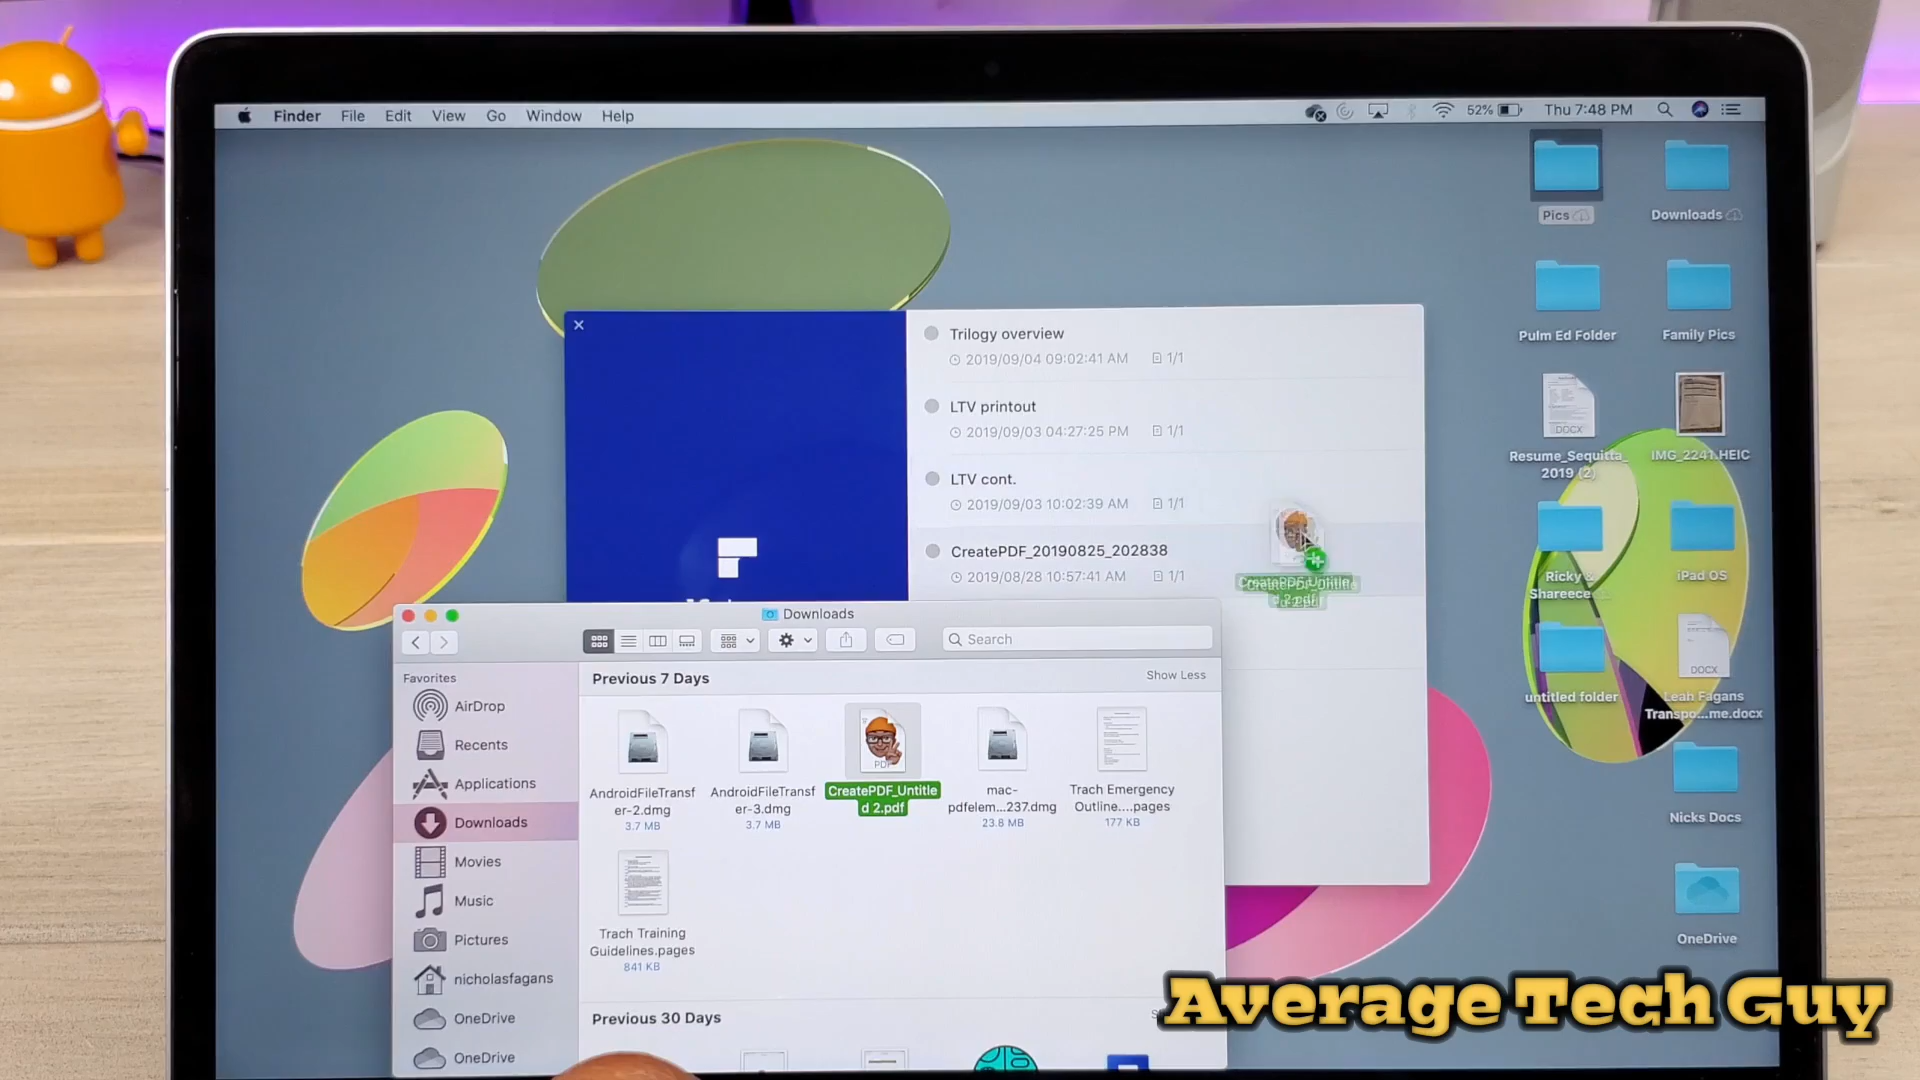 Finder File Edit View Go Window Help
52% Thu 7:48 PM
Pics
Downloads
Pulm Ed Folder
Family Pics
DOCX
Resume_Sequitta_
2019 (2)
IMG_2241.HEIC
Ricky &
Shareece
iPad OS
untitled folder
DOCX
Leah Fagans
Transpo...me.docx
Nicks Docs
OneDrive
Trilogy overview
2019/09/04 09:02:41 AM 1/1
LTV printout
2019/09/03 04:27:25 PM 1/1
LTV cont.
2019/09/03 10:02:39 AM 1/1
CreatePDF_20190825_202838
2019/08/28 10:57:41 AM 1/1
CreatePDF_Untitle
d 2.pdf
Downloads
Search
Favorites
AirDrop
Recents
Applications
Downloads
Movies
Music
Pictures
nicholasfagans
OneDrive
OneDrive
Previous 7 Days
Show Less
AndroidFileTransf
er-2.dmg
3.7 MB
AndroidFileTransf
er-3.dmg
3.7 MB
PDF
CreatePDF_Untitle
d 2.pdf
mac-
pdfelem...237.dmg
23.8 MB
Trach Emergency
Outline....pages
177 KB
Trach Training
Guidelines.pages
841 KB
Previous 30 Days
Average Tech Guy